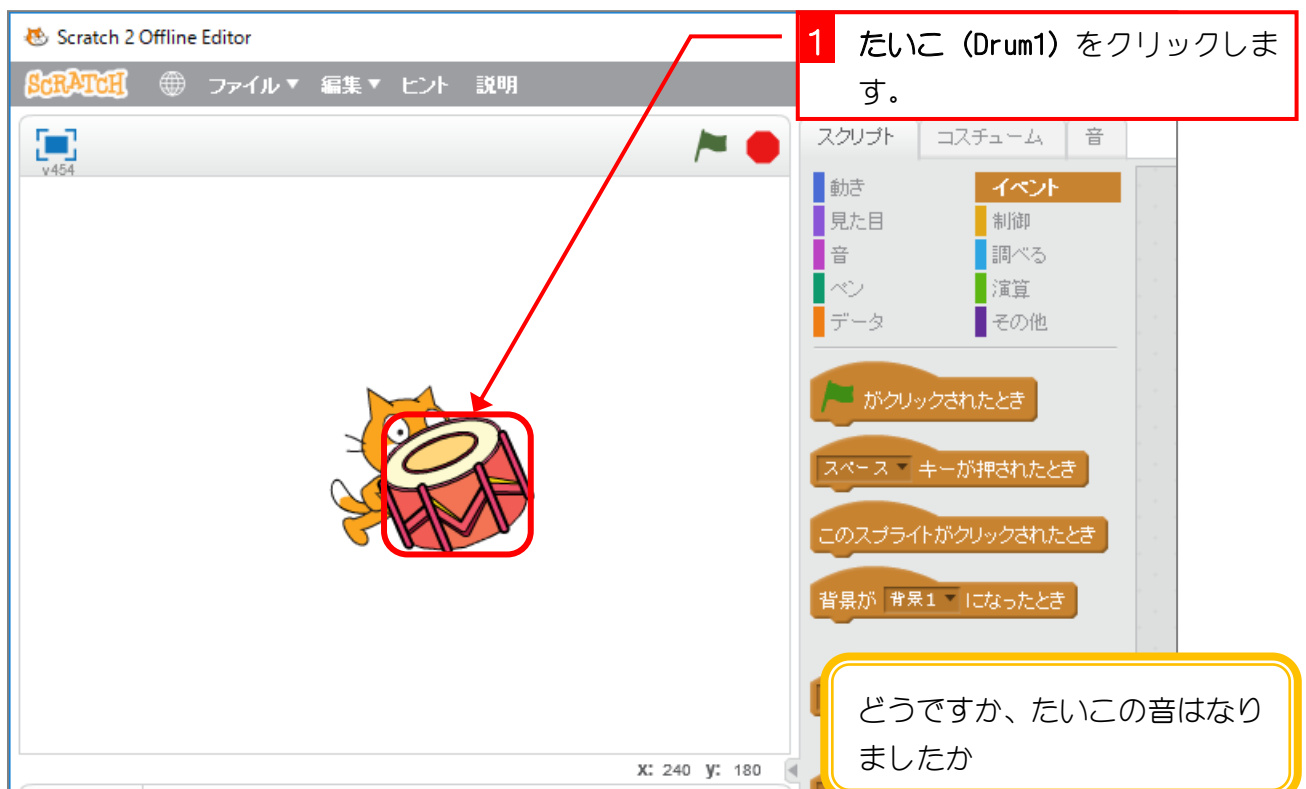 Scratch 2 Offline Editor
SCRATCH ファイル▼ 編集▼ ヒント 説明
1 たいこ（Drum1）をクリックしま
す。
v454
スクリプト コスチューム 音
動き イベント
見た目 制御
音 調べる
ペン 演算
データ その他
がクリックされたとき
スペース▼ キーが押されたとき
このスプライトがクリックされたとき
背景が 背景1▼ になったとき
どうですか、たいこの音はなり
ましたか
X: 240 y: 180